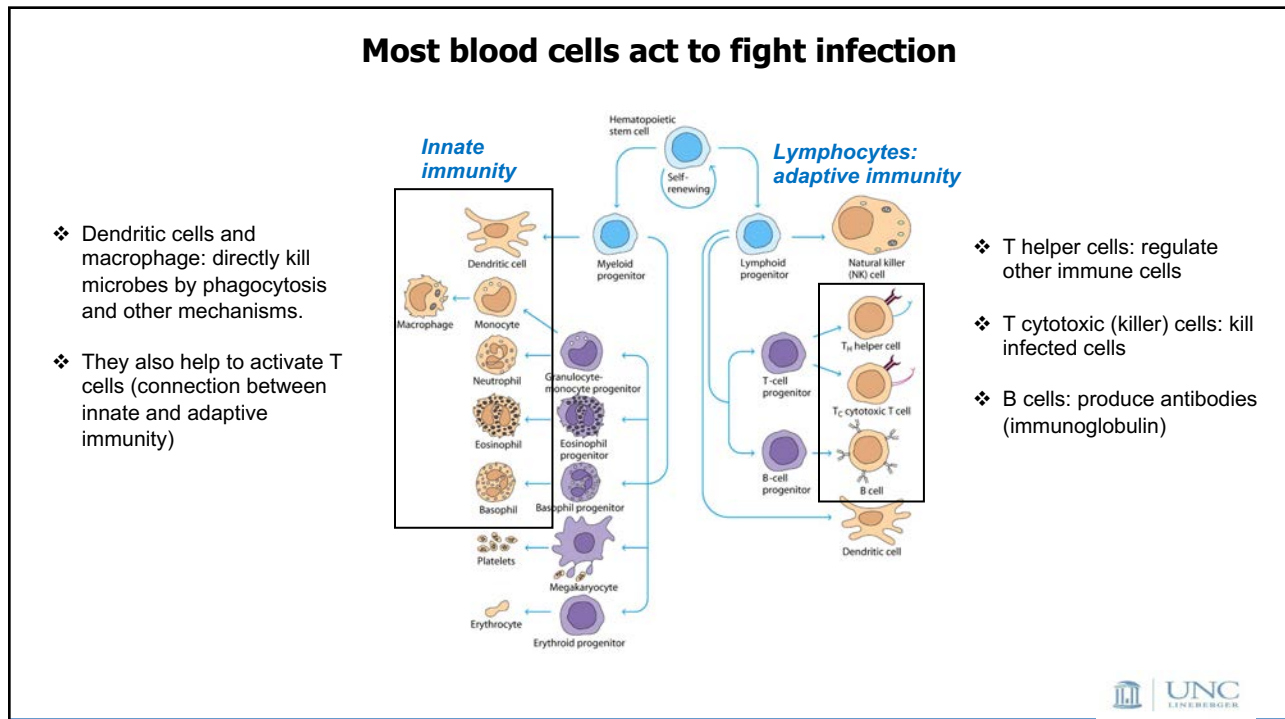 Most blood cells act to fight infection
Hematopoietic
stem cell
Self-
renewing
Innate
immunity
Lymphocytes:
adaptive immunity
❖ Dendritic cells and
macrophage: directly kill
microbes by phagocytosis
and other mechanisms.
❖ They also help to activate T
cells (connection between
innate and adaptive
immunity)
Dendritic cell
Myeloid
progenitor
Lymphoid
progenitor
Natural killer
(NK) cell
Macrophage
Monocyte
Neutrophil
Granulocyte-
monocyte progenitor
Eosinophil
Eosinophil
progenitor
Basophil
Basophil progenitor
Platelets
Megakaryocyte
Erythrocyte
Erythroid progenitor
T-cell
progenitor
TH helper cell
TC cytotoxic T cell
B-cell
progenitor
B cell
Dendritic cell
❖ T helper cells: regulate
other immune cells
❖ T cytotoxic (killer) cells: kill
infected cells
❖ B cells: produce antibodies
(immunoglobulin)
UNC
LINEBERGER